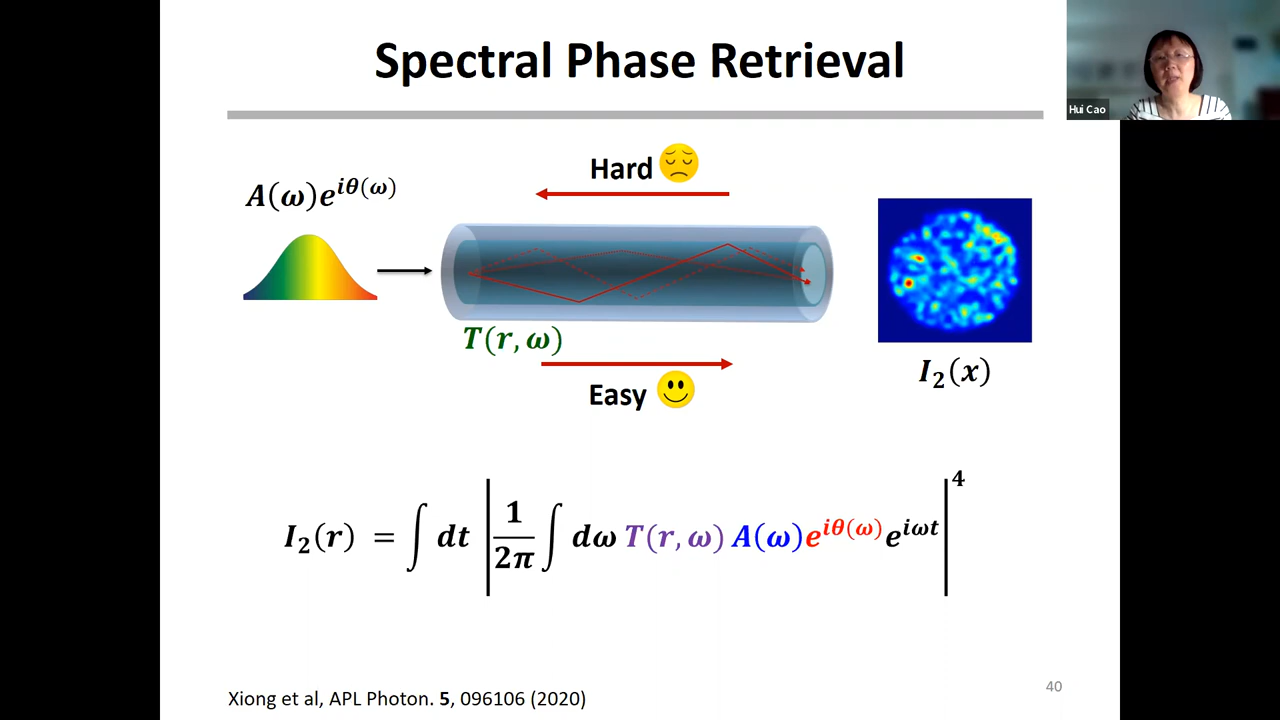 Spectral Phase Retrieval
Hui Cao
Hard
A(ω)e^{iθ(ω)}
T(r, ω)
Easy
I₂(x)
I₂(r) = ∫ dt |1/2π ∫ dω T(r, ω) A(ω)e^{iθ(ω)}e^{iωt}|⁴
Xiong et al, APL Photon. 5, 096106 (2020)
40